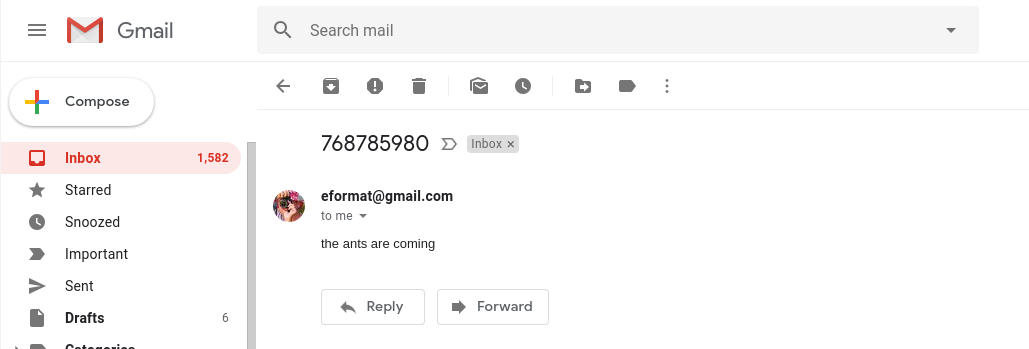 Gmail
Search mail
Compose
768785980 Inbox ×
Inbox 1,582
eformat@gmail.com
Starred
to me
Snoozed
the ants are coming
Important
Sent
Reply Forward
Drafts 6
Categories